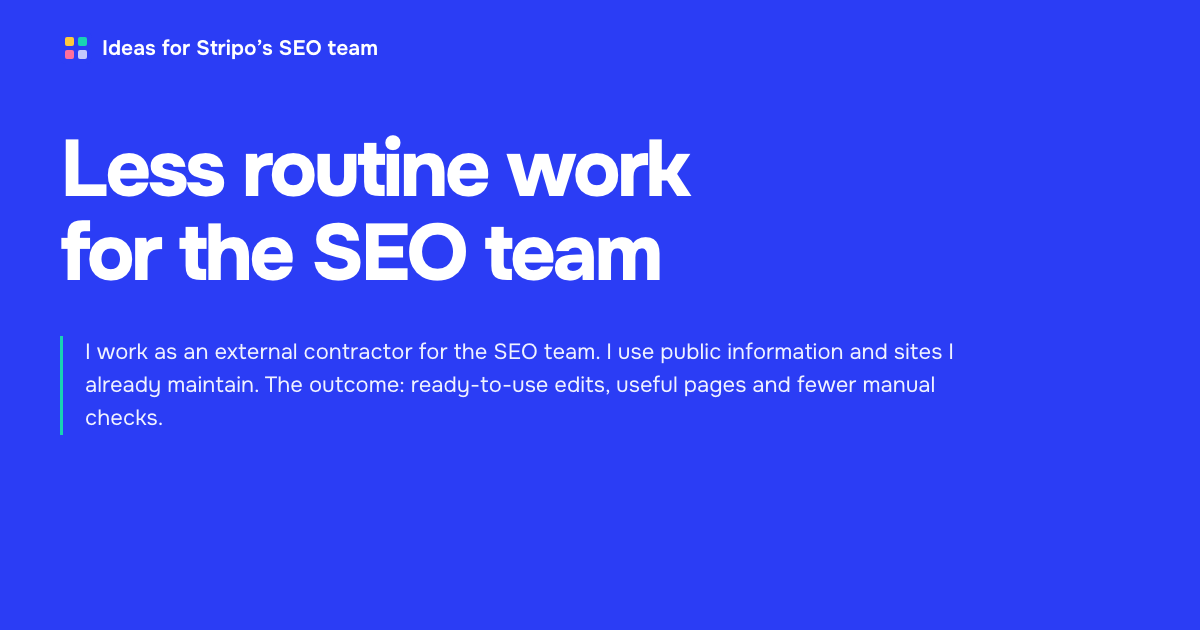 Ideas for Stripo’s SEO team
Less routine work
for the SEO team
I work as an external contractor for the SEO team. I use public information and sites I
already maintain. The outcome: ready-to-use edits, useful pages and fewer manual
checks.